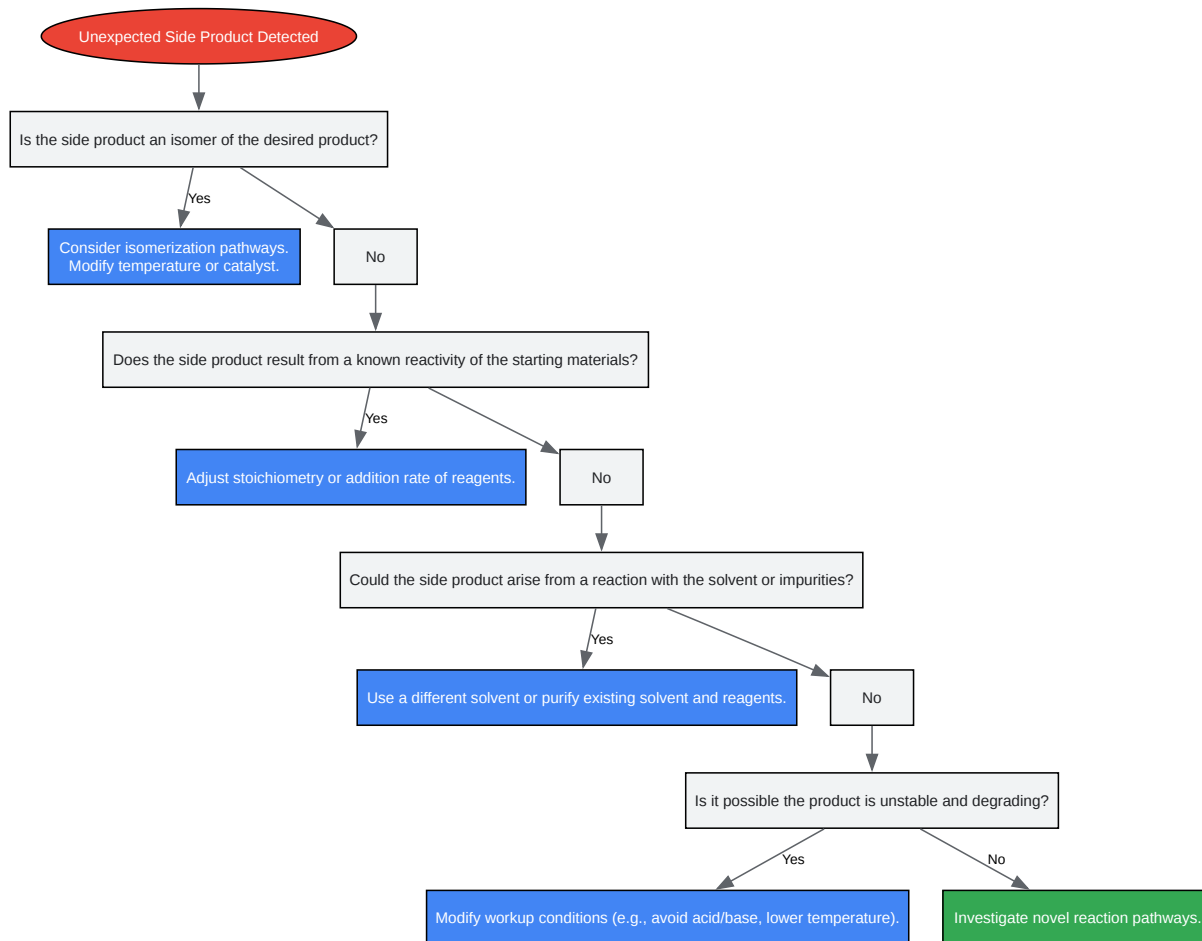 Unexpected Side Product Detected
Is the side product an isomer of the desired product?
Yes
Consider isomerization pathways.
Modify temperature or catalyst.
No
Does the side product result from a known reactivity of the starting materials?
Yes
Adjust stoichiometry or addition rate of reagents.
No
Could the side product arise from a reaction with the solvent or impurities?
Yes
Use a different solvent or purify existing solvent and reagents.
No
Is it possible the product is unstable and degrading?
Yes
No
Modify workup conditions (e.g., avoid acid/base, lower temperature).
Investigate novel reaction pathways.